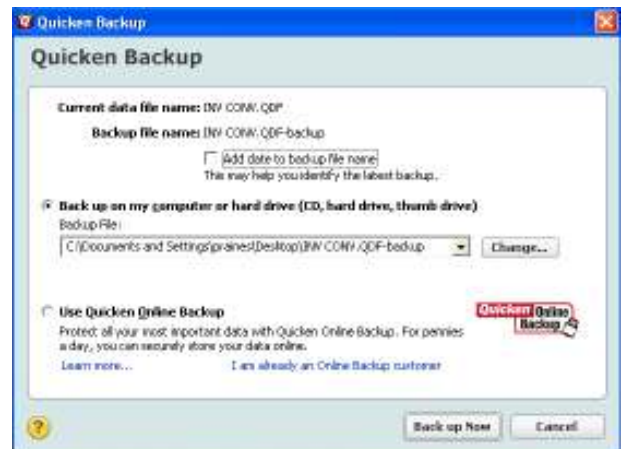 Quicken Backup
Quicken Backup
Current data file name: INV CONV.QDF
Backup file name: INV CONV.QDF-backup
Add date to backup file name
This may help you identify the latest backup.
Back up on my computer or hard drive (CD, hard drive, thumb drive)
Backup File:
C:\Documents and Settings\praines\Desktop\INV CONV.QDF-backup
Change...
Use Quicken Online Backup
Quicken Online
Backup
Protect all your most important data with Quicken Online Backup. For pennies
a day, you can securely store your data online.
Learn more...
I am already an Online Backup customer
?
Back up Now
Cancel